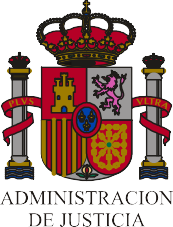 PLVS VLTRA
ADMINISTRACION
DE JUSTICIA